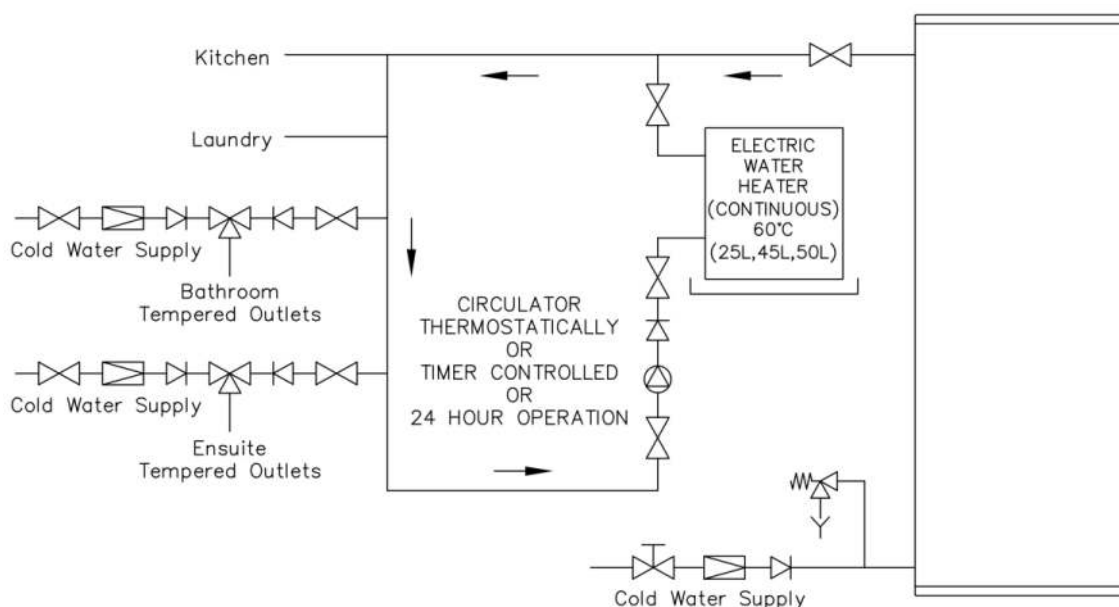 Kitchen
Laundry
Cold Water Supply
Bathroom
Tempered Outlets
Cold Water Supply
Ensuite
Tempered Outlets
CIRCULATOR
THERMOSTATICALLY
OR
TIMER CONTROLLED
OR
24 HOUR OPERATION
ELECTRIC
WATER
HEATER
(CONTINUOUS)
60°C
(25L,45L,50L)
Cold Water Supply